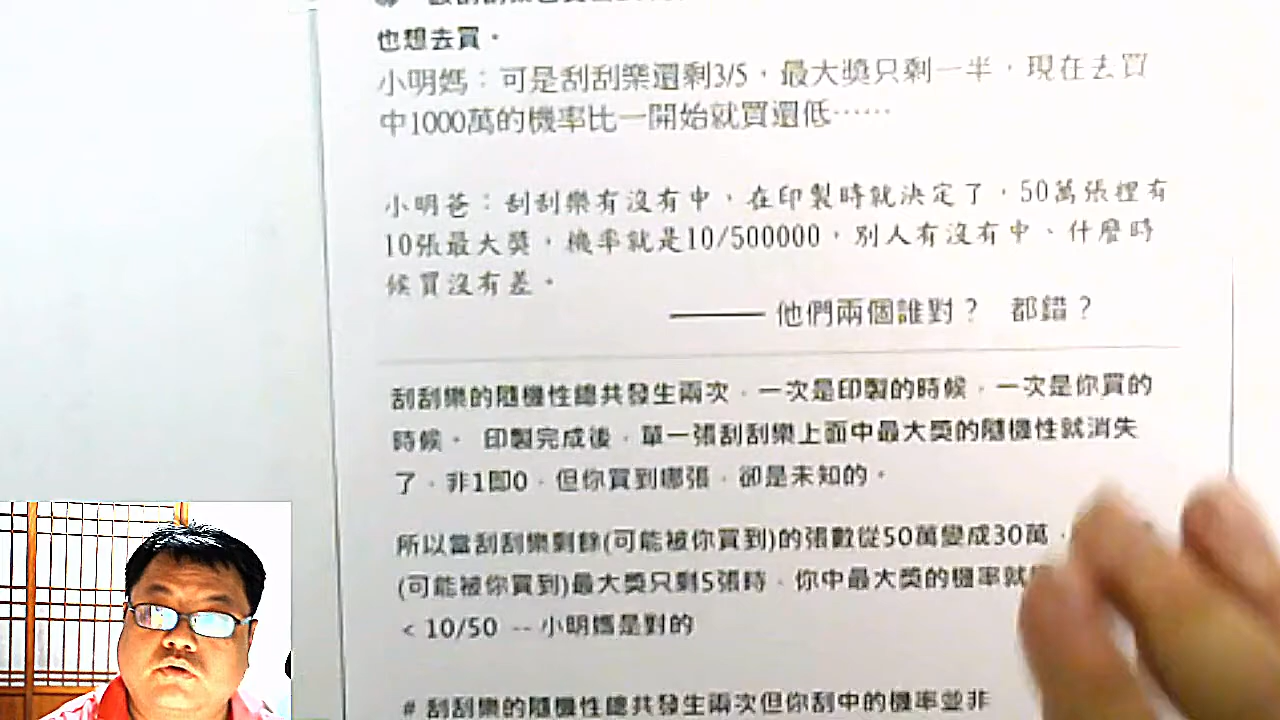 也想去買。
小明媽：可是刮刮樂還剩3/5，最大獎只剩一半，現在去買
中1000萬的機率比一開始就買還低⋯⋯
小明爸：刮刮樂有沒有中，在印製時就決定了，50萬張裡有
10張最大獎，機率就是10/500000，別人有沒有中、什麼時
候買沒有差。
——— 他們兩個誰對？ 都錯？
刮刮樂的隨機性總共發生兩次，一次是印製的時候，一次是你買的
時候。 印製完成後，單一張刮刮樂上面中最大獎的隨機性就消失
了，非1即0，但你買到哪張，卻是未知的。
所以當刮刮樂剩餘(可能被你買到)的張數從50萬變成30萬，
(可能被你買到)最大獎只剩5張時，你中最大獎的機率就
< 10/50 -- 小明媽是對的
# 刮刮樂的隨機性總共發生兩次但你刮中的機率並非